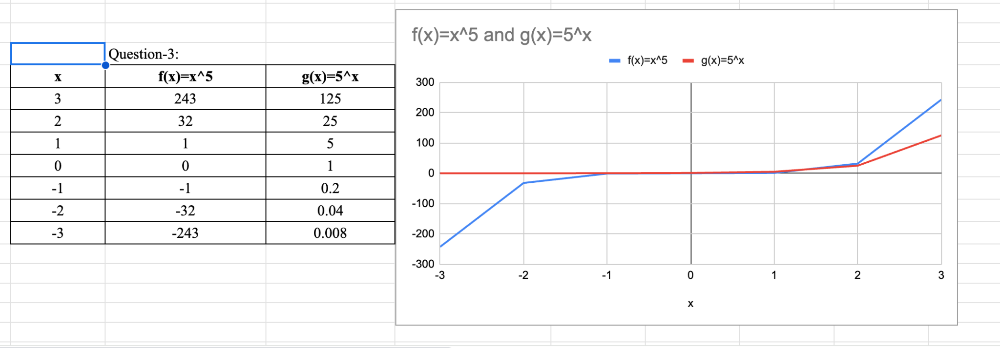 Question-3:
x f(x)=x^5 g(x)=5^x
3 243 125
2 32 25
1 1 5
0 0 1
-1 -1 0.2
-2 -32 0.04
-3 -243 0.008
f(x)=x^5 and g(x)=5^x
f(x)=x^5 g(x)=5^x
300
200
100
0
-100
-200
-300
-3 -2 -1 0 1 2 3
x